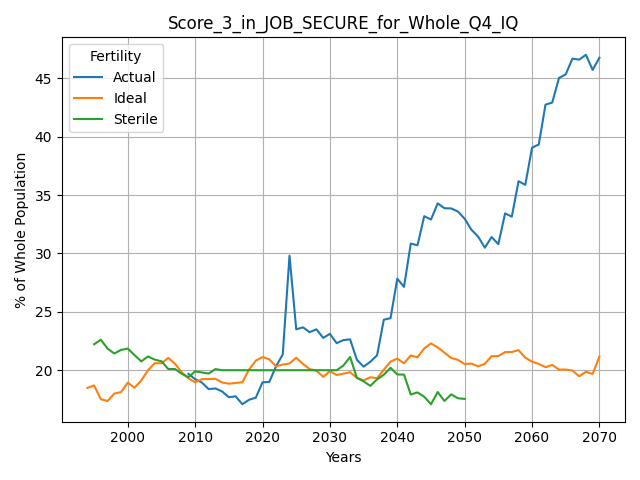 Score_3_in_JOB_SECURE_for_Whole_Q4_IQ
Fertility
Actual
Ideal
Sterile
% of Whole Population
45
40
35
30
25
20
2000 2010 2020 2030 2040 2050 2060 2070
Years